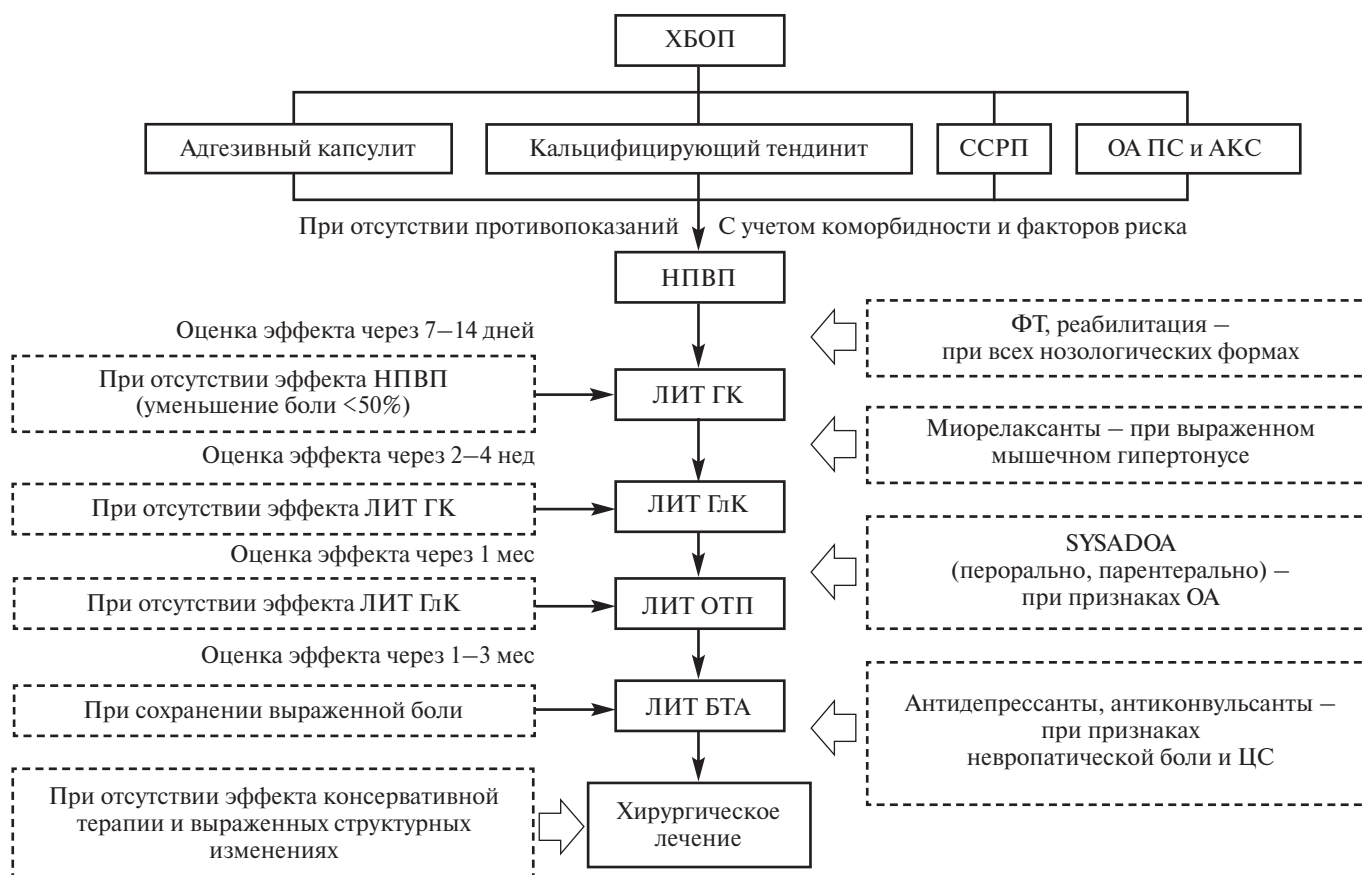 ХБОП
Адгезивный капсулит
Кальцифицирующий тендинит
ССРП
ОА ПС и АКС
При отсутствии противопоказаний
С учетом коморбидности и факторов риска
НПВП
Оценка эффекта через 7–14 дней
ФТ, реабилитация –
при всех нозологических формах
При отсутствии эффекта НПВП
(уменьшение боли <50%)
ЛИТ ГК
Миорелаксанты – при выраженном
мышечном гипертонусе
Оценка эффекта через 2–4 нед
При отсутствии эффекта ЛИТ ГК
ЛИТ ГлК
SYSADOA
(перорально, парентерально) –
при признаках ОА
Оценка эффекта через 1 мес
При отсутствии эффекта ЛИТ ГлК
ЛИТ ОТП
Оценка эффекта через 1–3 мес
При сохранении выраженной боли
ЛИТ БТА
Антидепрессанты, антиконвульсанты –
при признаках
невропатической боли и ЦС
При отсутствии эффекта консервативной
терапии и выраженных структурных
изменениях
Хирургическое
лечение